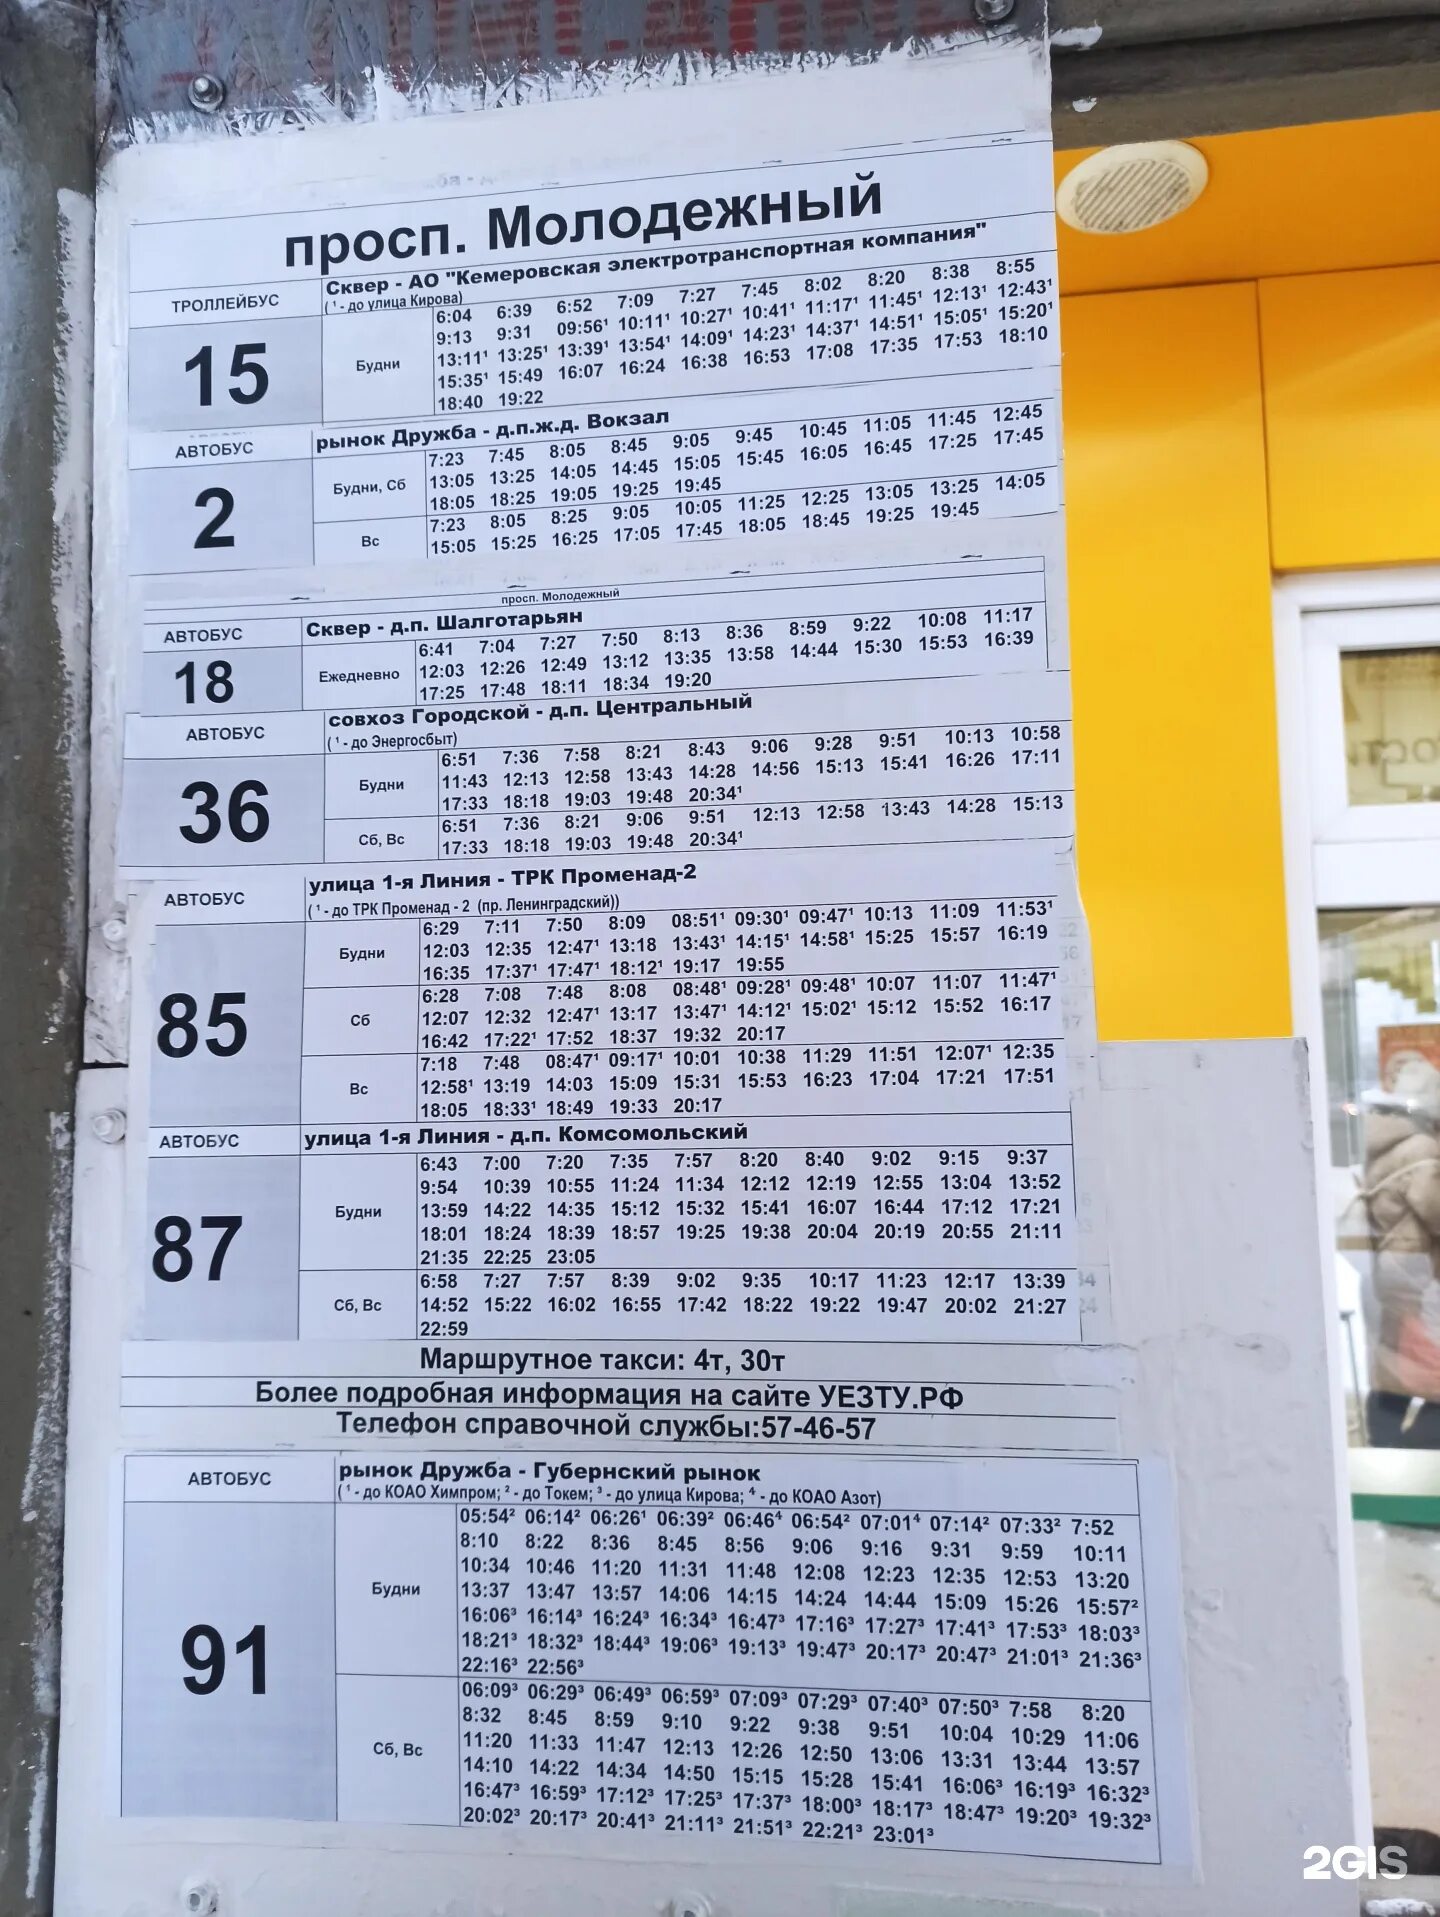 просп. Молодежный
ТРОЛЛЕЙБУС
15
Сквер - АО "Кемеровская электротранспортная компания"
( ¹ - до улица Кирова)
Будни
6:04 6:39 6:52 7:09 7:27 7:45 8:02 8:20 8:38 8:55
9:13 9:31 09:56¹ 10:11¹ 10:27¹ 10:41¹ 11:17¹ 11:45¹ 12:13¹ 12:43¹
13:11¹ 13:25¹ 13:39¹ 13:54¹ 14:09¹ 14:23¹ 14:37¹ 14:51¹ 15:05¹ 15:20¹
15:35¹ 15:49 16:07 16:24 16:38 16:53 17:08 17:35 17:53 18:10
18:40 19:22
АВТОБУС
2
рынок Дружба - д.п.ж.д. Вокзал
Будни, Сб
7:23 7:45 8:05 8:45 9:05 9:45 10:45 11:05 11:45 12:45
13:05 13:25 14:05 14:45 15:05 15:45 16:05 16:45 17:25 17:45
18:05 18:25 19:05 19:25 19:45
Вс
7:23 8:05 8:25 9:05 10:05 11:25 12:25 13:05 13:25 14:05
15:05 15:25 16:25 17:05 17:45 18:05 18:45 19:25 19:45
просп. Молодежный
АВТОБУС
18
Сквер - д.п. Шалготарьян
Ежедневно
6:41 7:04 7:27 7:50 8:13 8:36 8:59 9:22 10:08 11:17
12:03 12:26 12:49 13:12 13:35 13:58 14:44 15:30 15:53 16:39
17:25 17:48 18:11 18:34 19:20
АВТОБУС
36
совхоз Городской - д.п. Центральный
( ¹ - до Энергосбыт)
Будни
6:51 7:36 7:58 8:21 8:43 9:06 9:28 9:51 10:13 10:58
11:43 12:13 12:58 13:43 14:28 14:56 15:13 15:41 16:26 17:11
17:33 18:18 19:03 19:48 20:34¹
Сб, Вс
6:51 7:36 8:21 9:06 9:51 12:13 12:58 13:43 14:28 15:13
17:33 18:18 19:03 19:48 20:34¹
АВТОБУС
85
улица 1-я Линия - ТРК Променад-2
( ¹ - до ТРК Променад - 2 (пр. Ленинградский))
Будни
6:29 7:11 7:50 8:09 08:51¹ 09:30¹ 09:47¹ 10:13 11:09 11:53¹
12:03 12:35 12:47¹ 13:18 13:43¹ 14:15¹ 14:58¹ 15:25 15:57 16:19
16:35 17:37¹ 17:47¹ 18:12¹ 19:17 19:55
Сб
6:28 7:08 7:48 8:08 08:48¹ 09:28¹ 09:48¹ 10:07 11:07 11:47¹
12:07 12:32 12:47¹ 13:17 13:47¹ 14:12¹ 15:02¹ 15:12 15:52 16:17
16:42 17:22¹ 17:52 18:37 19:32 20:17
Вс
7:18 7:48 08:47¹ 09:17¹ 10:01 10:38 11:29 11:51 12:07¹ 12:35
12:58¹ 13:19 14:03 15:09 15:31 15:53 16:23 17:04 17:21 17:51
18:05 18:33¹ 18:49 19:33 20:17
АВТОБУС
87
улица 1-я Линия - д.п. Комсомольский
Будни
6:43 7:00 7:20 7:35 7:57 8:20 8:40 9:02 9:15 9:37
9:54 10:39 10:55 11:24 11:34 12:12 12:19 12:55 13:04 13:52
13:59 14:22 14:35 15:12 15:32 15:41 16:07 16:44 17:12 17:21
18:01 18:24 18:39 18:57 19:25 19:38 20:04 20:19 20:55 21:11
21:35 22:25 23:05
Сб, Вс
6:58 7:27 7:57 8:39 9:02 9:35 10:17 11:23 12:17 13:39
14:52 15:22 16:02 16:55 17:42 18:22 19:22 19:47 20:02 21:27
22:59
Маршрутное такси: 4т, 30т
Более подробная информация на сайте УЕЗТУ.РФ
Телефон справочной службы:57-46-57
АВТОБУС
91
рынок Дружба - Губернский рынок
( ¹ - до КОАО Химпром; ² - до Токем; ³ - до улица Кирова; ⁴ - до КОАО Азот)
Будни
05:54² 06:14² 06:26¹ 06:39² 06:46⁴ 06:54² 07:01⁴ 07:14² 07:33² 7:52
8:10 8:22 8:36 8:45 8:56 9:06 9:16 9:31 9:59 10:11
10:34 10:46 11:20 11:31 11:48 12:08 12:23 12:35 12:53 13:20
13:37 13:47 13:57 14:06 14:15 14:24 14:44 15:09 15:26 15:57²
16:06³ 16:14³ 16:24³ 16:34³ 16:47³ 17:16³ 17:27³ 17:41³ 17:53³ 18:03³
18:21³ 18:32³ 18:44³ 19:06³ 19:13³ 19:47³ 20:17³ 20:47³ 21:01³ 21:36³
22:16³ 22:56³
Сб, Вс
06:09³ 06:29³ 06:49³ 06:59³ 07:09³ 07:29³ 07:40³ 07:50³ 7:58 8:20
8:32 8:45 8:59 9:10 9:22 9:38 9:51 10:04 10:29 11:06
11:20 11:33 11:47 12:13 12:26 12:50 13:06 13:31 13:44 13:57
14:10 14:22 14:34 14:50 15:15 15:28 15:41 16:06³ 16:19³ 16:32³
16:47³ 16:59³ 17:12³ 17:25³ 17:37³ 18:00³ 18:17³ 18:47³ 19:20³ 19:32³
20:02³ 20:17³ 20:41³ 21:11³ 21:51³ 22:21³ 23:01³
2GIS